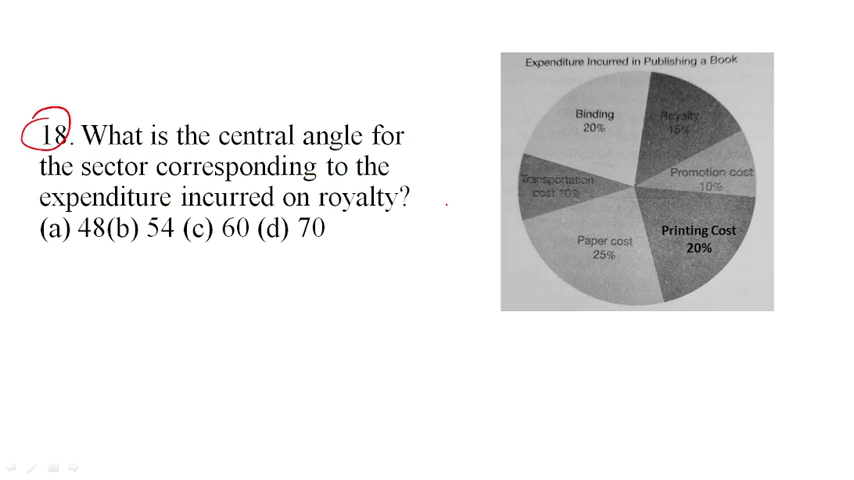 18. What is the central angle for
the sector corresponding to the
expenditure incurred on royalty?
(a) 48(b) 54 (c) 60 (d) 70
Expenditure Incurred in Publishing a Book
Binding
20%
Royalty
15%
Promotion cost
10%
Transportation
cost 10%
Printing Cost
20%
Paper cost
25%